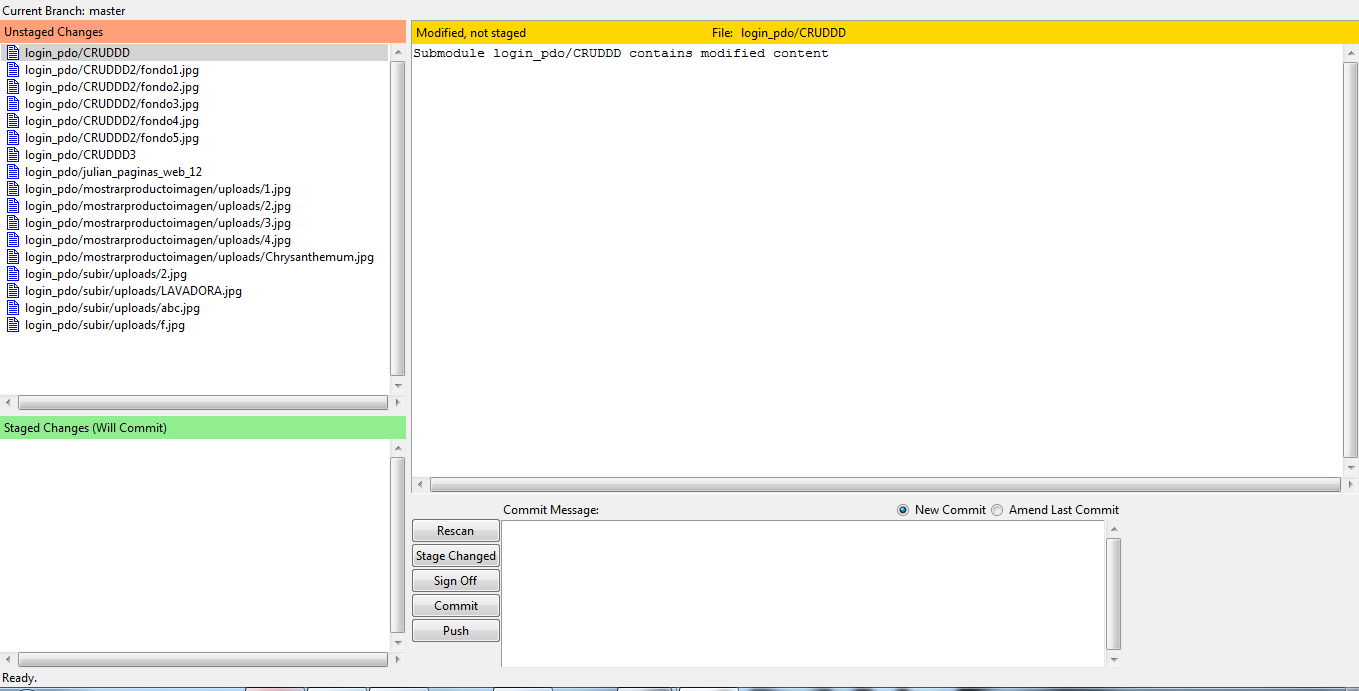 Current Branch: master
Unstaged Changes
login_pdo/CRUDDD
login_pdo/CRUDDD2/fondo1.jpg
login_pdo/CRUDDD2/fondo2.jpg
login_pdo/CRUDDD2/fondo3.jpg
login_pdo/CRUDDD2/fondo4.jpg
login_pdo/CRUDDD2/fondo5.jpg
login_pdo/CRUDDD3
login_pdo/julian_paginas_web_12
login_pdo/mostrarproductoimagen/uploads/1.jpg
login_pdo/mostrarproductoimagen/uploads/2.jpg
login_pdo/mostrarproductoimagen/uploads/3.jpg
login_pdo/mostrarproductoimagen/uploads/4.jpg
login_pdo/mostrarproductoimagen/uploads/Chrysanthemum.jpg
login_pdo/subir/uploads/2.jpg
login_pdo/subir/uploads/LAVADORA.jpg
login_pdo/subir/uploads/abc.jpg
login_pdo/subir/uploads/f.jpg
Staged Changes (Will Commit)
Modified, not staged File: login_pdo/CRUDDD
Submodule login_pdo/CRUDDD contains modified content
Commit Message: New Commit Amend Last Commit
Rescan
Stage Changed
Sign Off
Commit
Push
Ready.